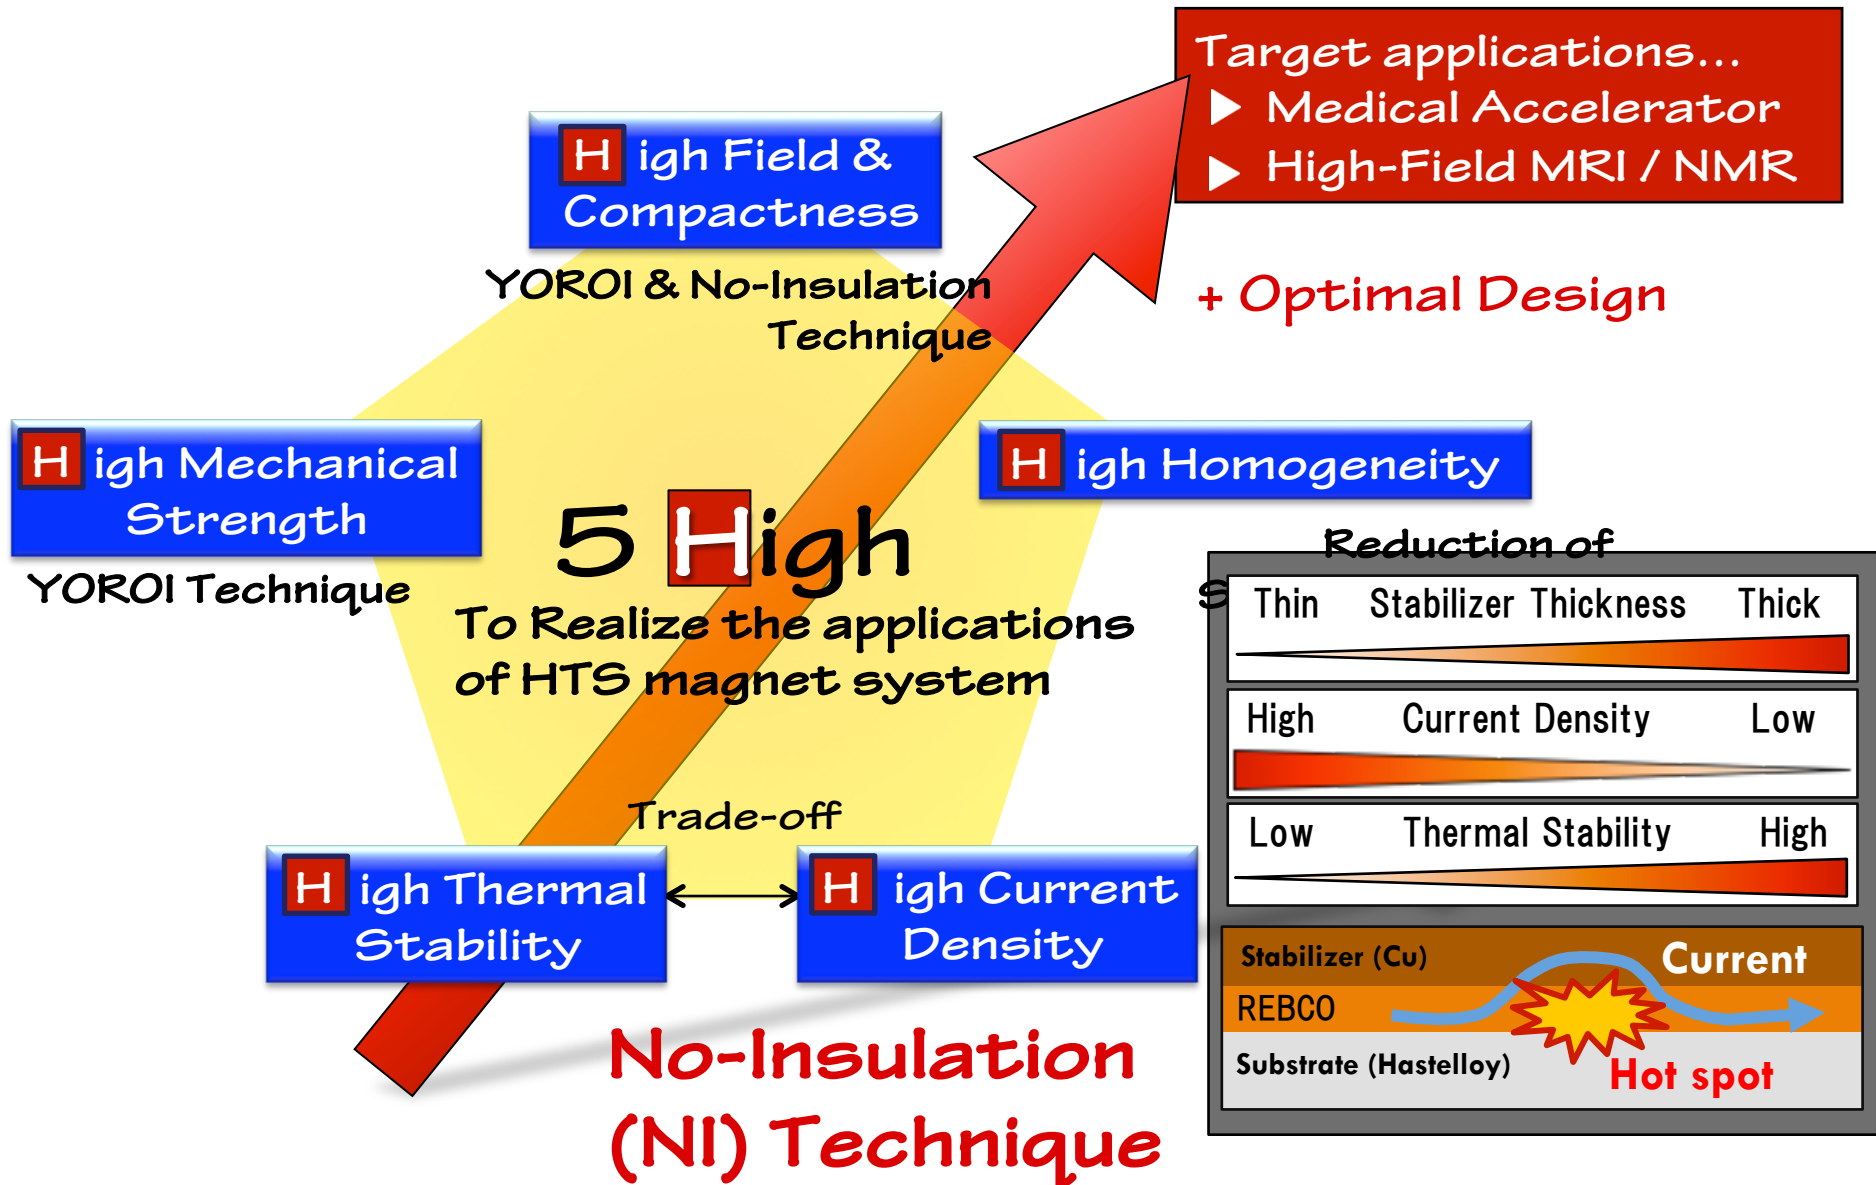 Target applications...
Medical Accelerator
High-Field MRI / NMR
High Field &
Compactness
YOROI & No-Insulation
Technique
+ Optimal Design
High Mechanical
Strength
YOROI Technique
High Homogeneity
Reduction of
5 High
To Realize the applications
of HTS magnet system
Trade-off
High Thermal
Stability
High Current
Density
No-Insulation
(NI) Technique
Thin Stabilizer Thickness Thick
High Current Density Low
Low Thermal Stability High
Stabilizer (Cu) Current
REBCO
Substrate (Hastelloy)
Hot spot